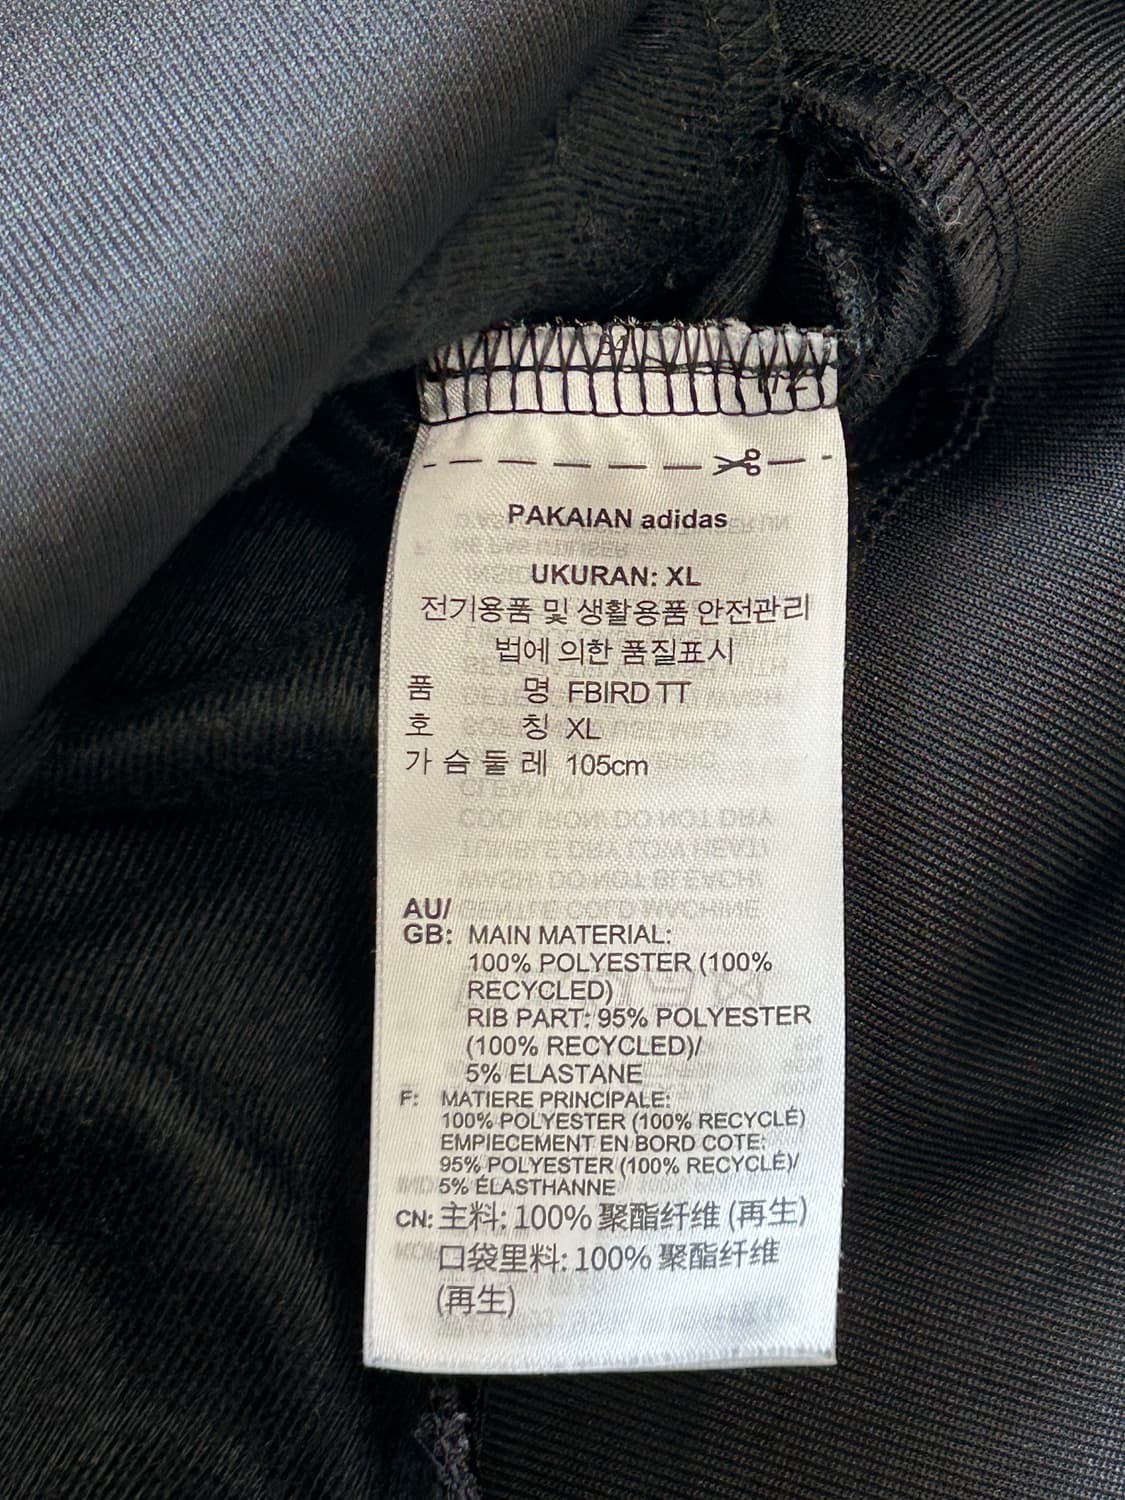 PAKAIAN adidas
UKURAN: XL
전기용품 및 생활용품 안전관리
법에 의한 품질표시
품 명 FBIRD TT
호 칭 XL
가 슴 둘 레 105cm
AU/
GB: MAIN MATERIAL:
100% POLYESTER (100%
RECYCLED)
RIB PART: 95% POLYESTER
(100% RECYCLED)/
5% ELASTANE
F: MATIERE PRINCIPALE:
100% POLYESTER (100% RECYCLÉ)
EMPIECEMENT EN BORD COTE:
95% POLYESTER (100% RECYCLÉ)/
5% ÉLASTHANNE
CN: 主料: 100% 聚酯纤维 (再生)
口袋里料: 100% 聚酯纤维
(再生)